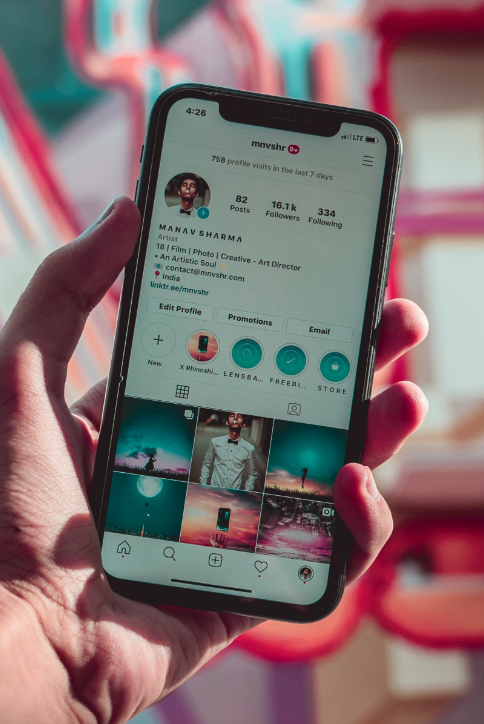 4:26
LTE
mnvshr 9+
758 profile visits in the last 7 days
82 16.1 k 334
Posts Followers Following
MANAV SHARMA
Artist
18 | Film | Photo | Creative - Art Director
• An Artistic Soul
📧 contact@mnvshr.com
📍 India
linktr.ee/mnvshr
Edit Profile Promotions Email
New X Rhinoshi... LENSBA... FREEBI... STORE